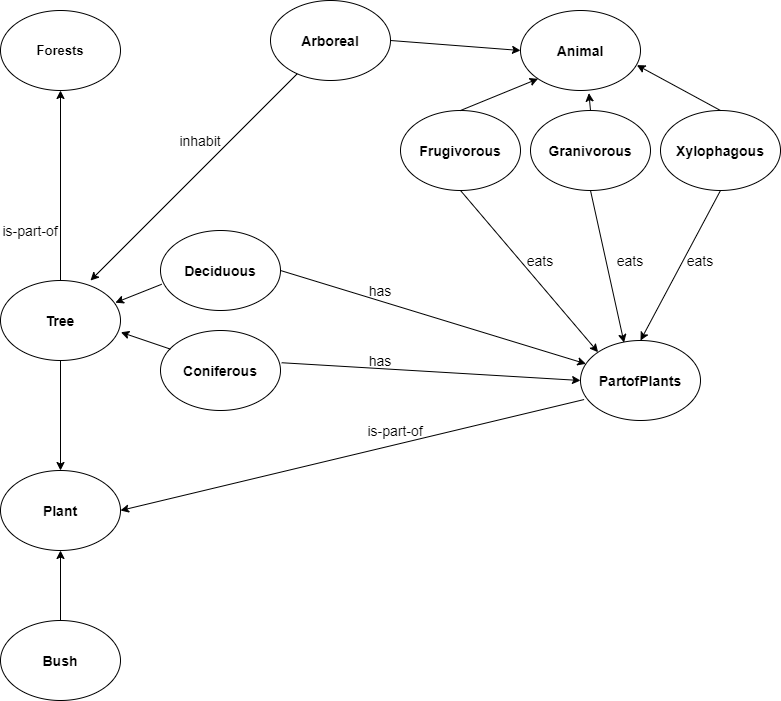 Forests
Arboreal
Animal
inhabit
Frugivorous
Granivorous
Xylophagous
is-part-of
Deciduous
eats
eats
eats
has
Tree
Coniferous
has
PartofPlants
is-part-of
Plant
Bush